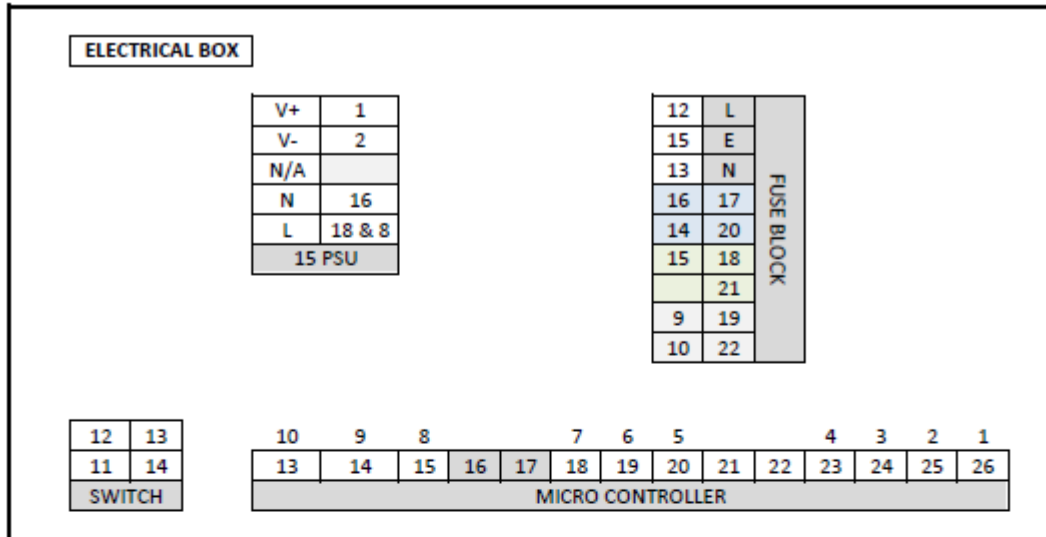 ELECTRICAL BOX
V+ 1
V- 2
N/A
N 16
L 18 & 8
15 PSU
12 L
15 E
13 N
16 17
14 20
15 18
21
9 19
10 22
FUSE BLOCK
12 13
11 14
SWITCH
10 9 8 7 6 5 4 3 2 1
13 14 15 16 17 18 19 20 21 22 23 24 25 26
MICRO CONTROLLER